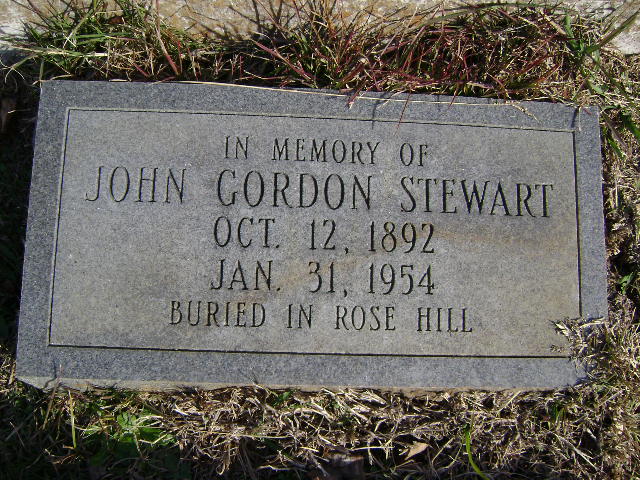 IN MEMORY OF
JOHN GORDON STEWART
OCT. 12, 1892
JAN. 31, 1954
BURIED IN ROSE HILL